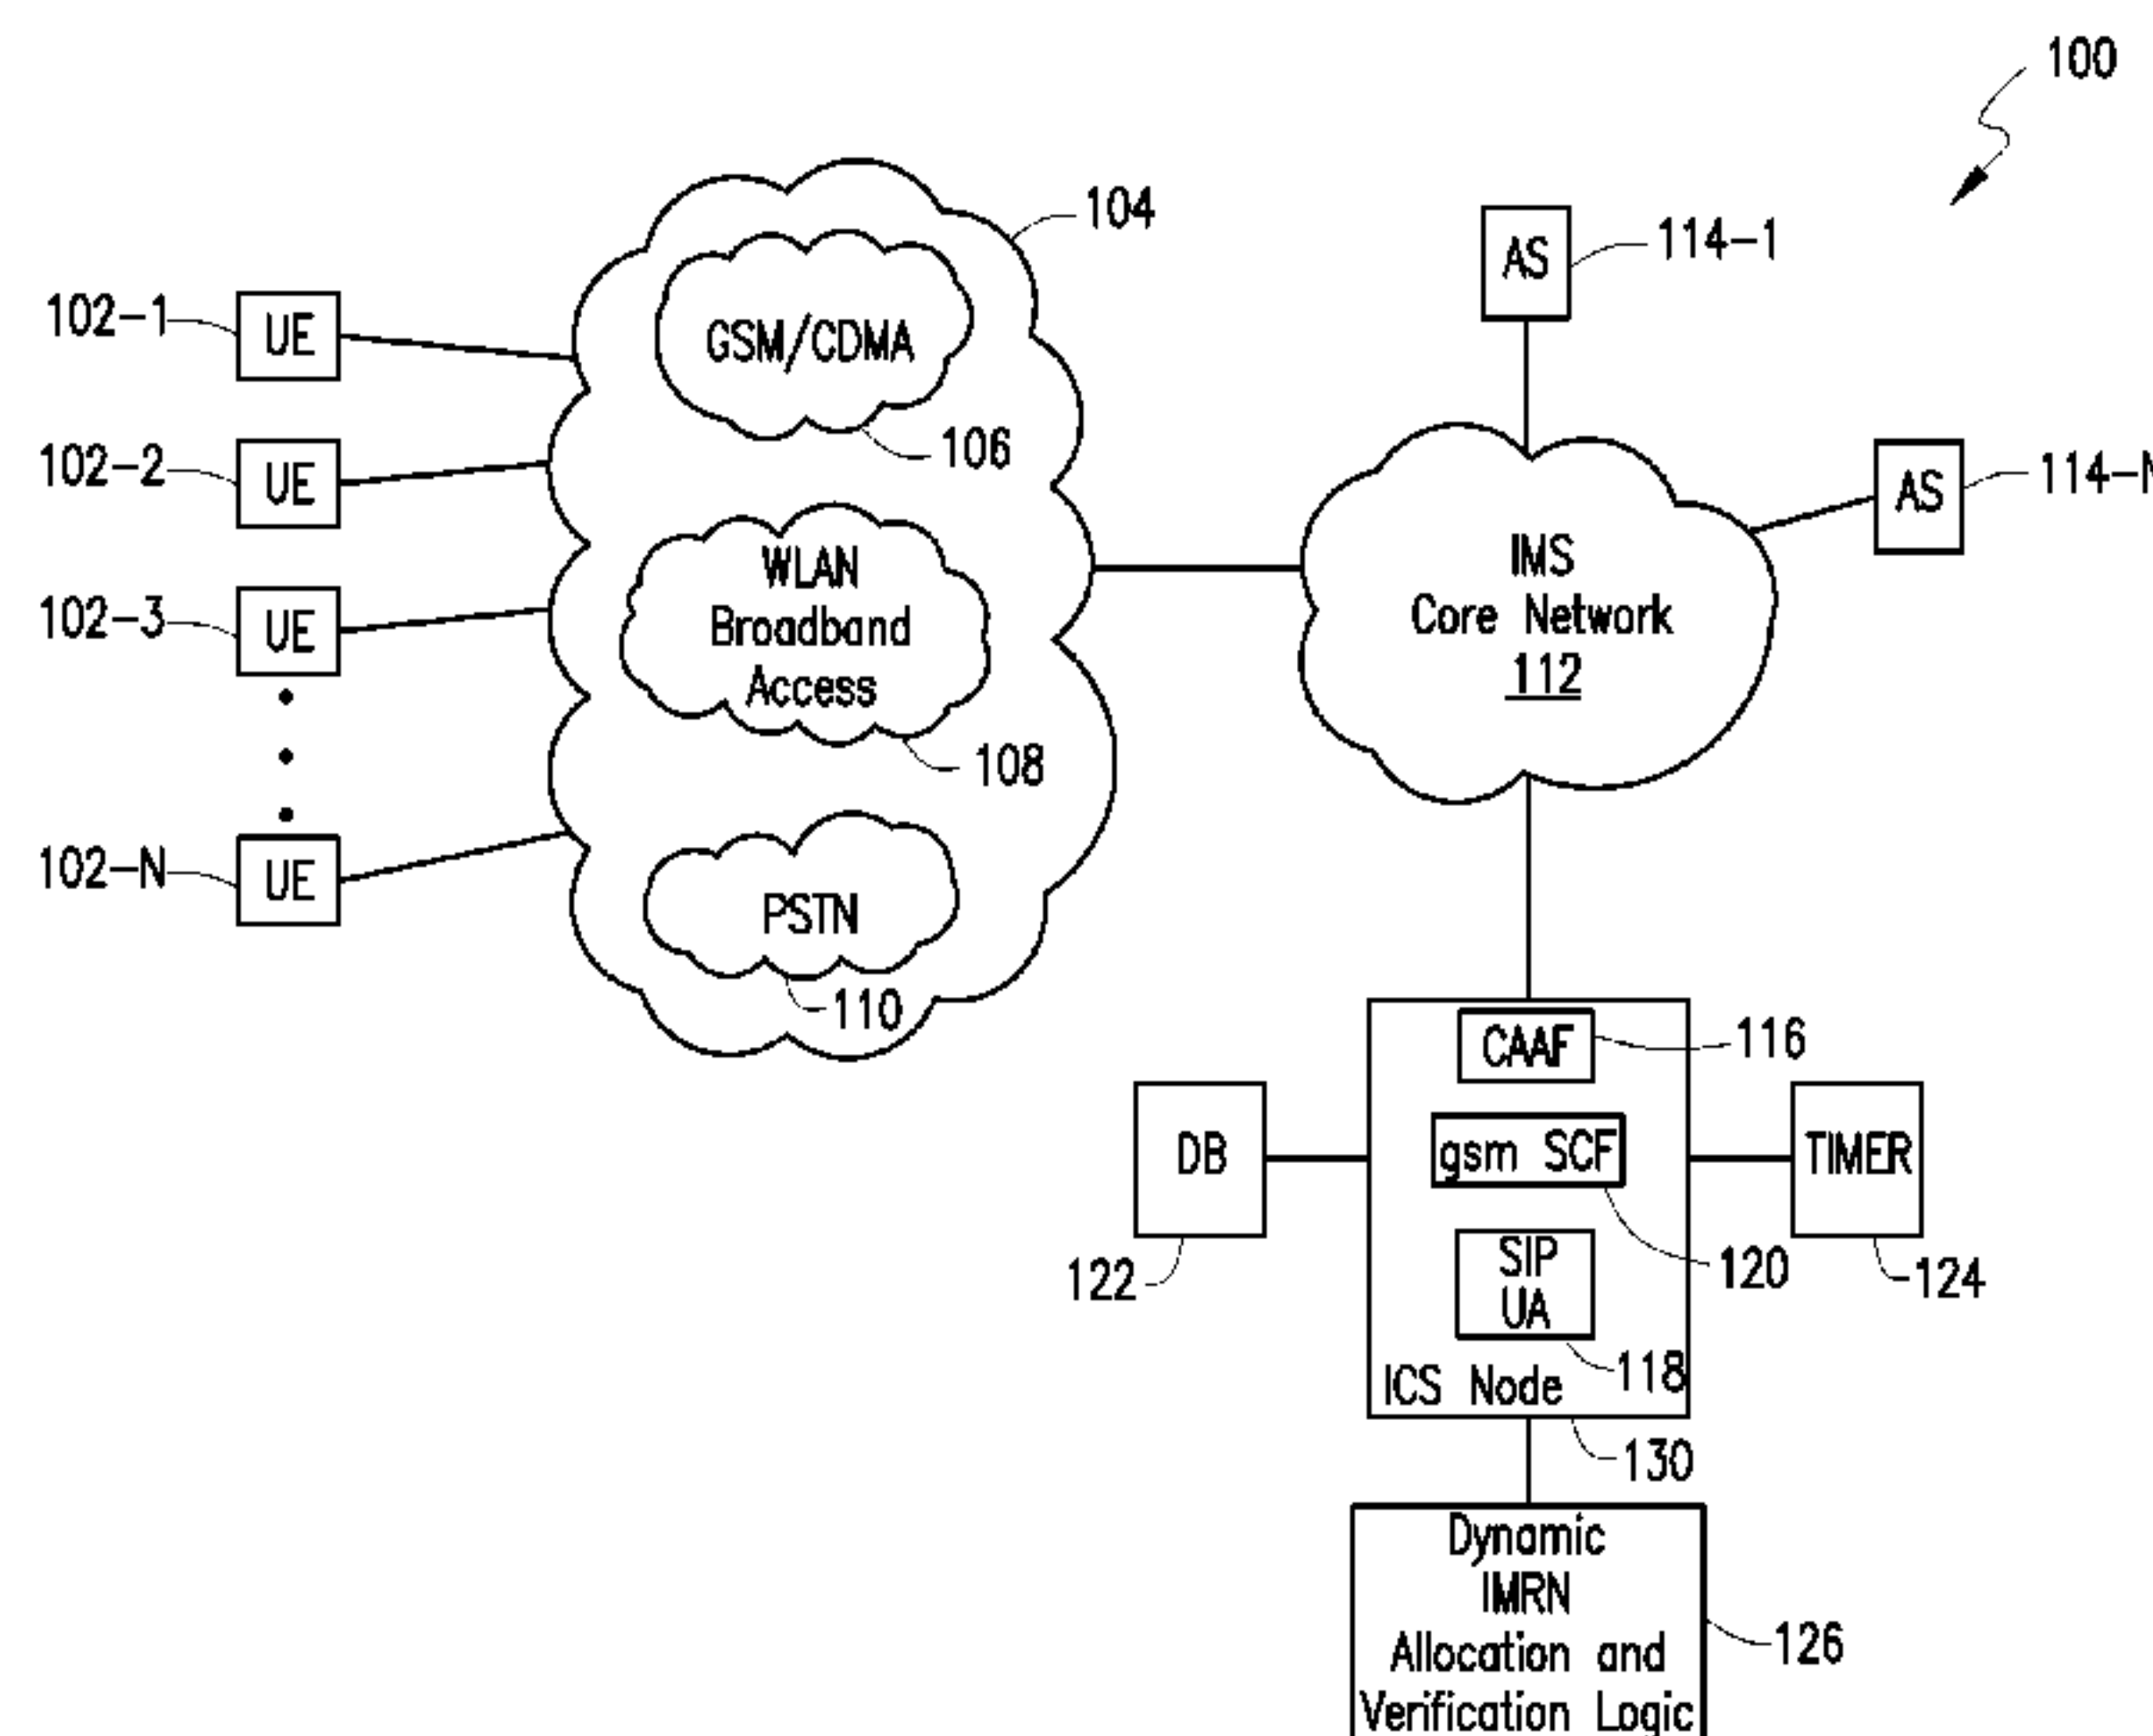 100
104
114-1
AS
102-1
UE
GSM/CDMA
106
102-2
UE
114-N
AS
WLAN
Broadband
Access
108
IMS
Core Network
112
102-3
UE
102-N
UE
PSTN
110
CAAF
116
DB
gsm SCF
TIMER
122
120
124
SIP
UA
118
ICS Node
130
Dynamic
IMRN
Allocation and
Verification Logic
126